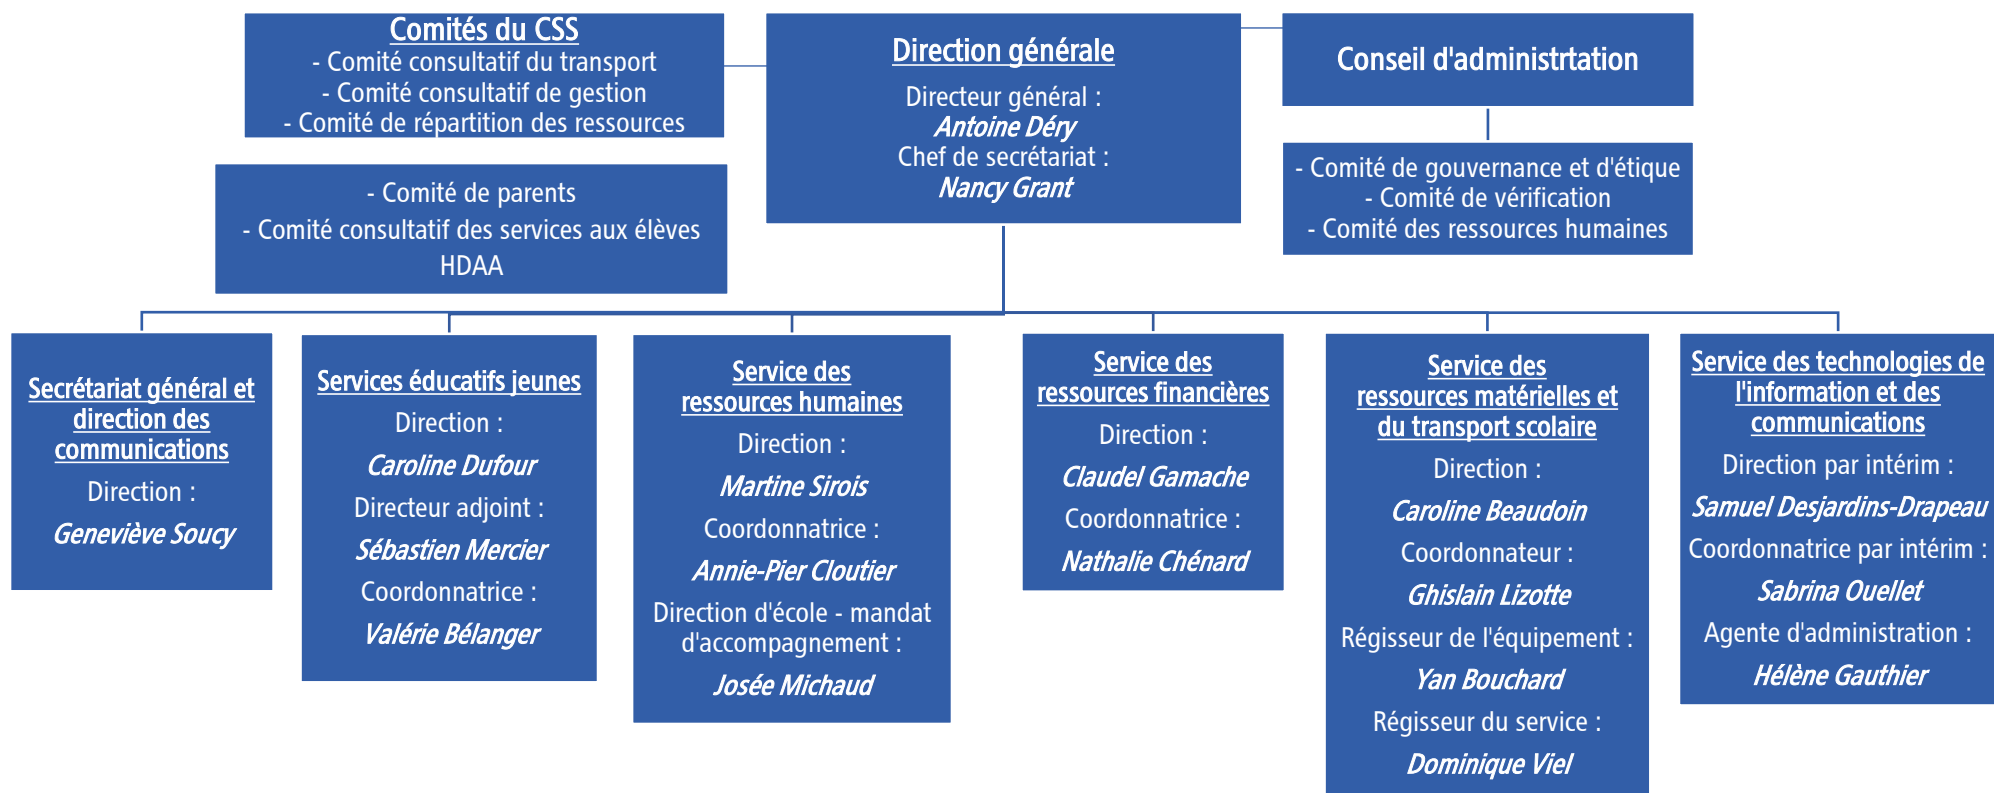 Comités du CSS
- Comité consultatif du transport
- Comité consultatif de gestion
- Comité de répartition des ressources
- Comité de parents
- Comité consultatif des services aux élèves
HDAA
Direction générale
Directeur général :
Antoine Déry
Chef de secrétariat :
Nancy Grant
Conseil d'administrtation
- Comité de gouvernance et d'étique
- Comité de vérification
- Comité des ressources humaines
Secrétariat général et
direction des
communications
Direction :
Geneviève Soucy
Services éducatifs jeunes
Direction :
Caroline Dufour
Directeur adjoint :
Sébastien Mercier
Coordonnatrice :
Valérie Bélanger
Service des
ressources humaines
Direction :
Martine Sirois
Coordonnatrice :
Annie-Pier Cloutier
Direction d'école - mandat
d'accompagnement :
Josée Michaud
Service des
ressources financières
Direction :
Claudel Gamache
Coordonnatrice :
Nathalie Chénard
Service des
ressources matérielles et
du transport scolaire
Direction :
Caroline Beaudoin
Coordonnateur :
Ghislain Lizotte
Régisseur de l'équipement :
Yan Bouchard
Régisseur du service :
Dominique Viel
Service des technologies de
l'information et des
communications
Direction par intérim :
Samuel Desjardins-Drapeau
Coordonnatrice par intérim :
Sabrina Ouellet
Agente d'administration :
Hélène Gauthier